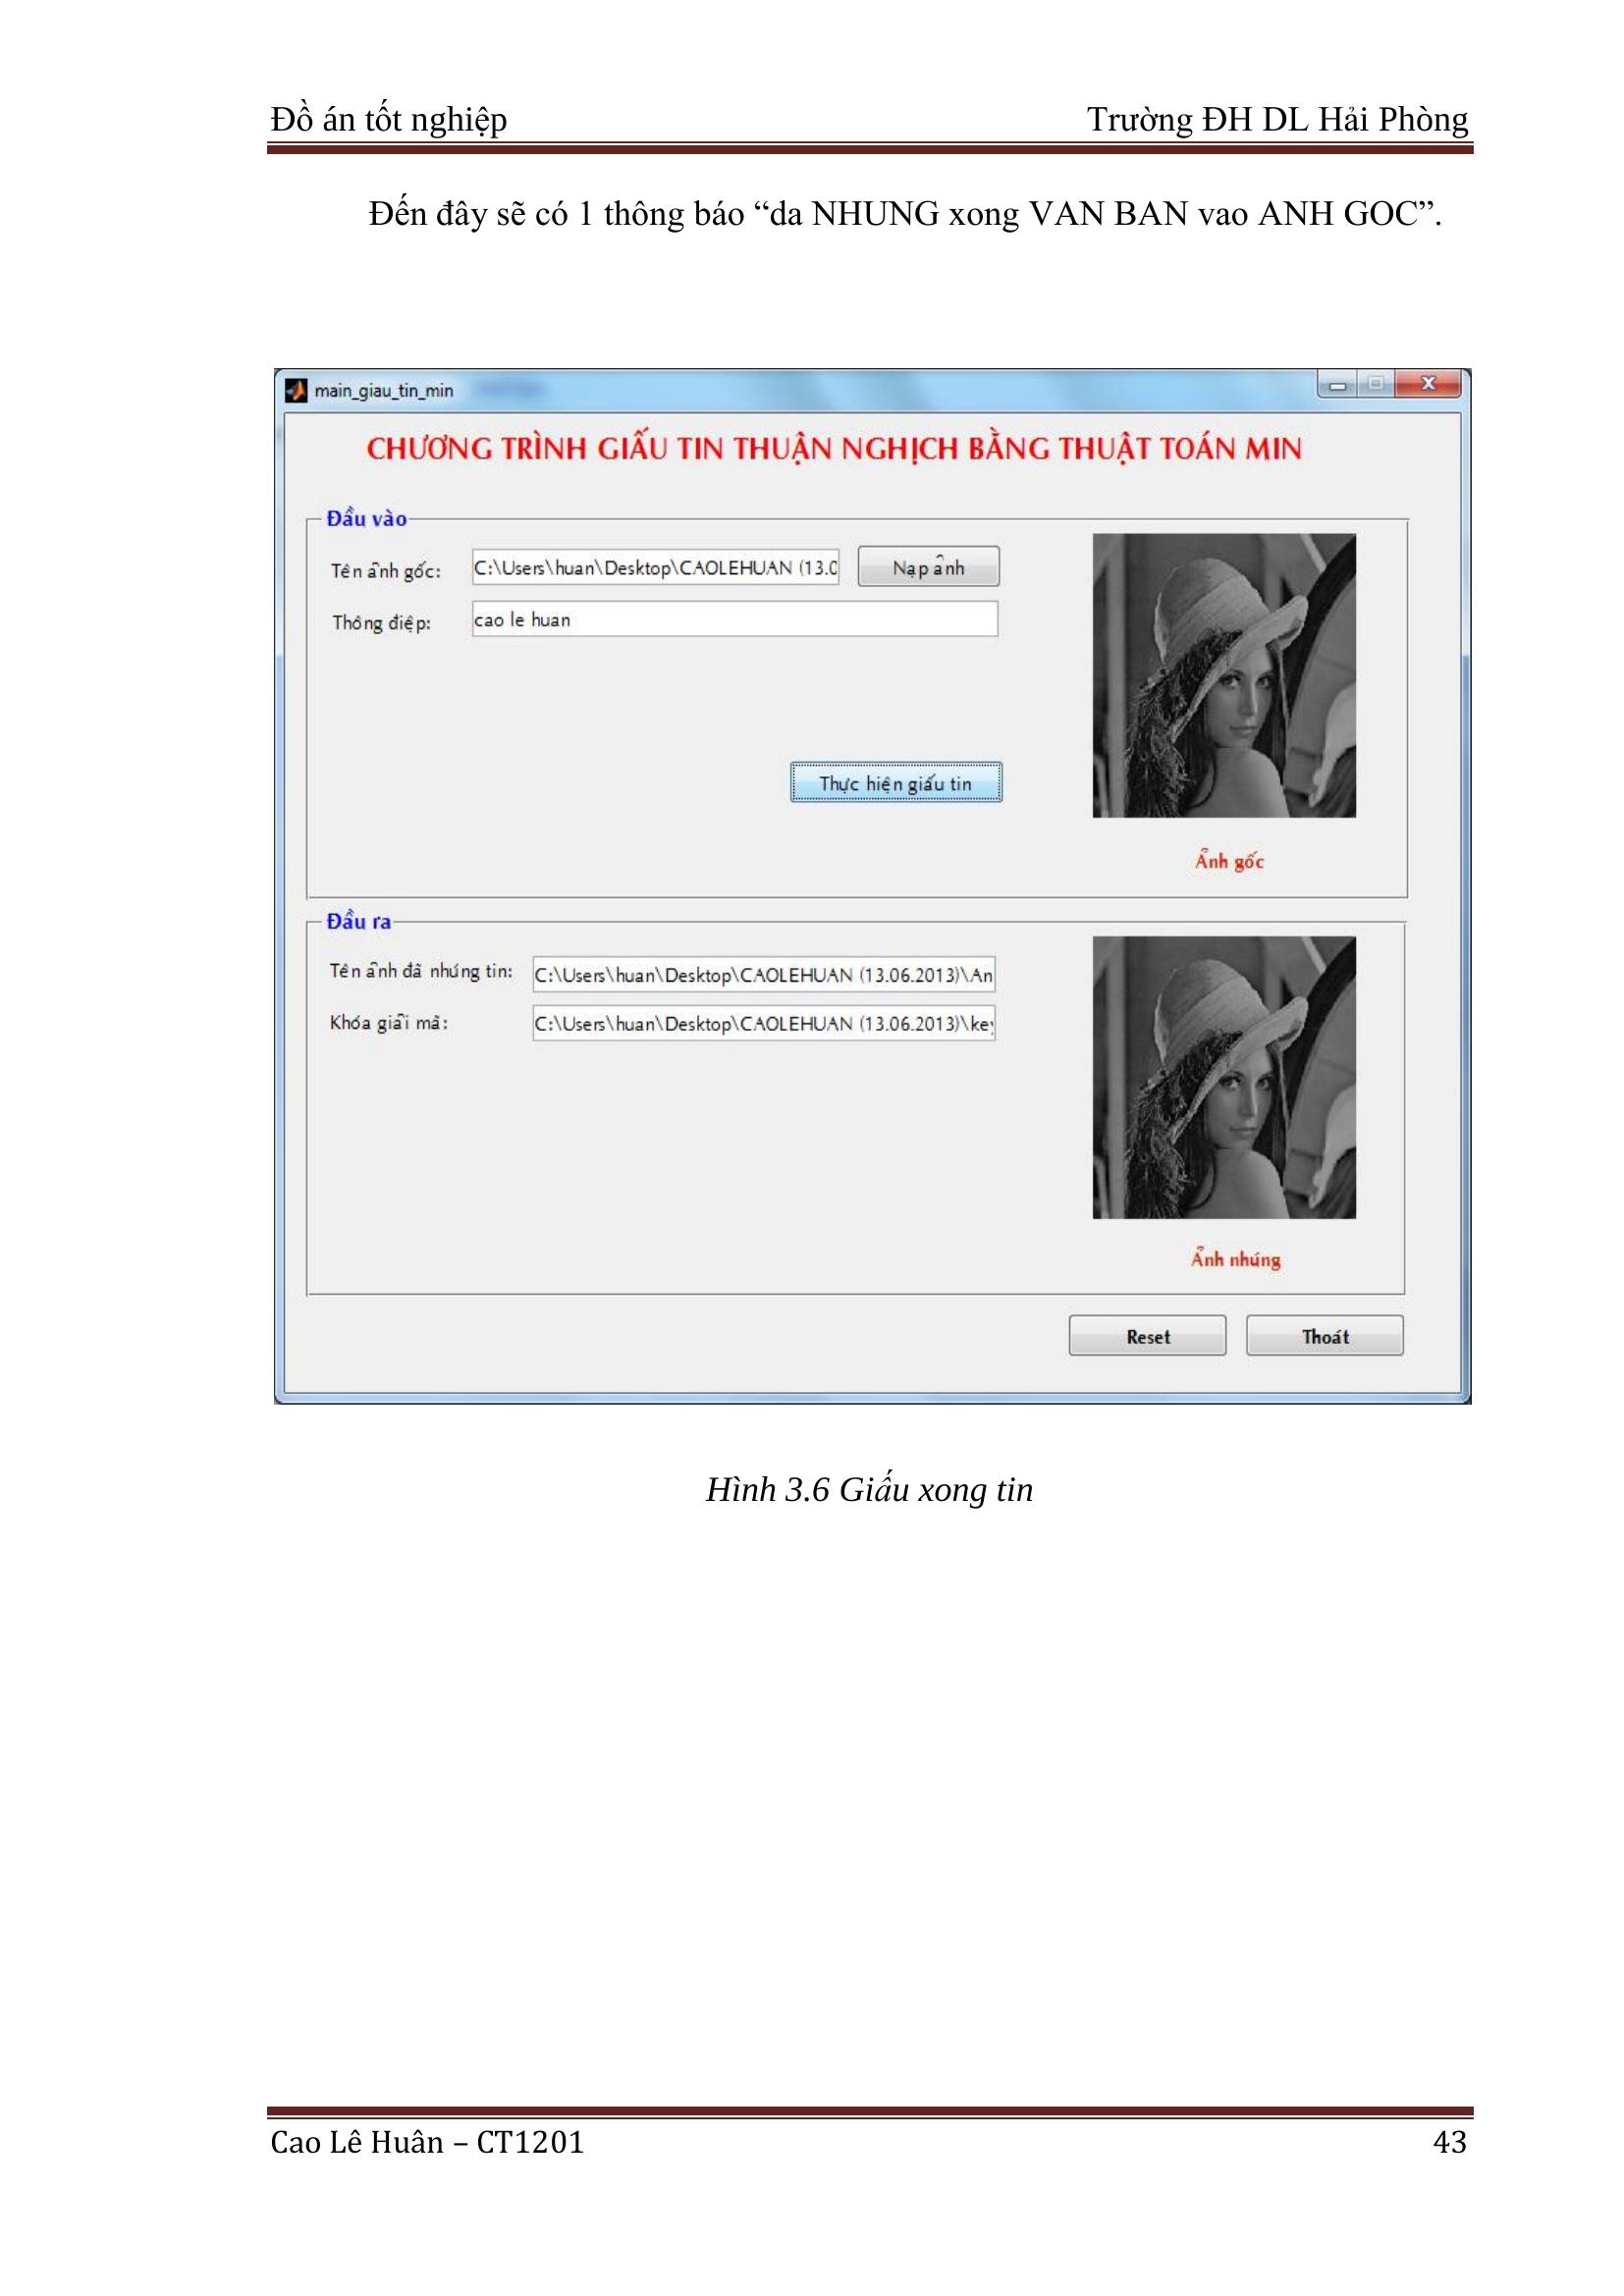 Đồ án tốt nghiệp Trường ĐH DL Hải Phòng
Đến đây sẽ có 1 thông báo “da NHUNG xong VAN BAN vao ANH GOC”.
main_giau_tin_min
CHƯƠNG TRÌNH GIẤU TIN THUẬN NGHỊCH BẰNG THUẬT TOÁN MIN
Đầu vào
Tên ảnh gốc: C:\Users\huan\Desktop\CAOLEHUAN (13.0 Nạp ảnh
Thông điệp: cao le huan
Thực hiện giấu tin
Ảnh gốc
Đầu ra
Tên ảnh đã nhúng tin: C:\Users\huan\Desktop\CAOLEHUAN (13.06.2013)\An
Khóa giải mã: C:\Users\huan\Desktop\CAOLEHUAN (13.06.2013)\key
Ảnh nhúng
Reset Thoát
Hình 3.6 Giấu xong tin
Cao Lê Huân – CT1201 43